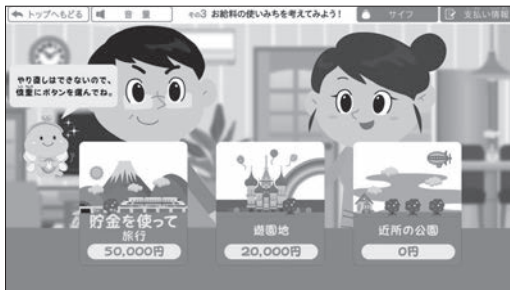 トップへもどる
音量
その3 お給料の使いみちを考えてみよう!
サイフ
支払い情報
やり直しはできないので、
慎重にボタンを選んでね。
貯金を使って
旅行
50,000円
遊園地
20,000円
近所の公園
0円